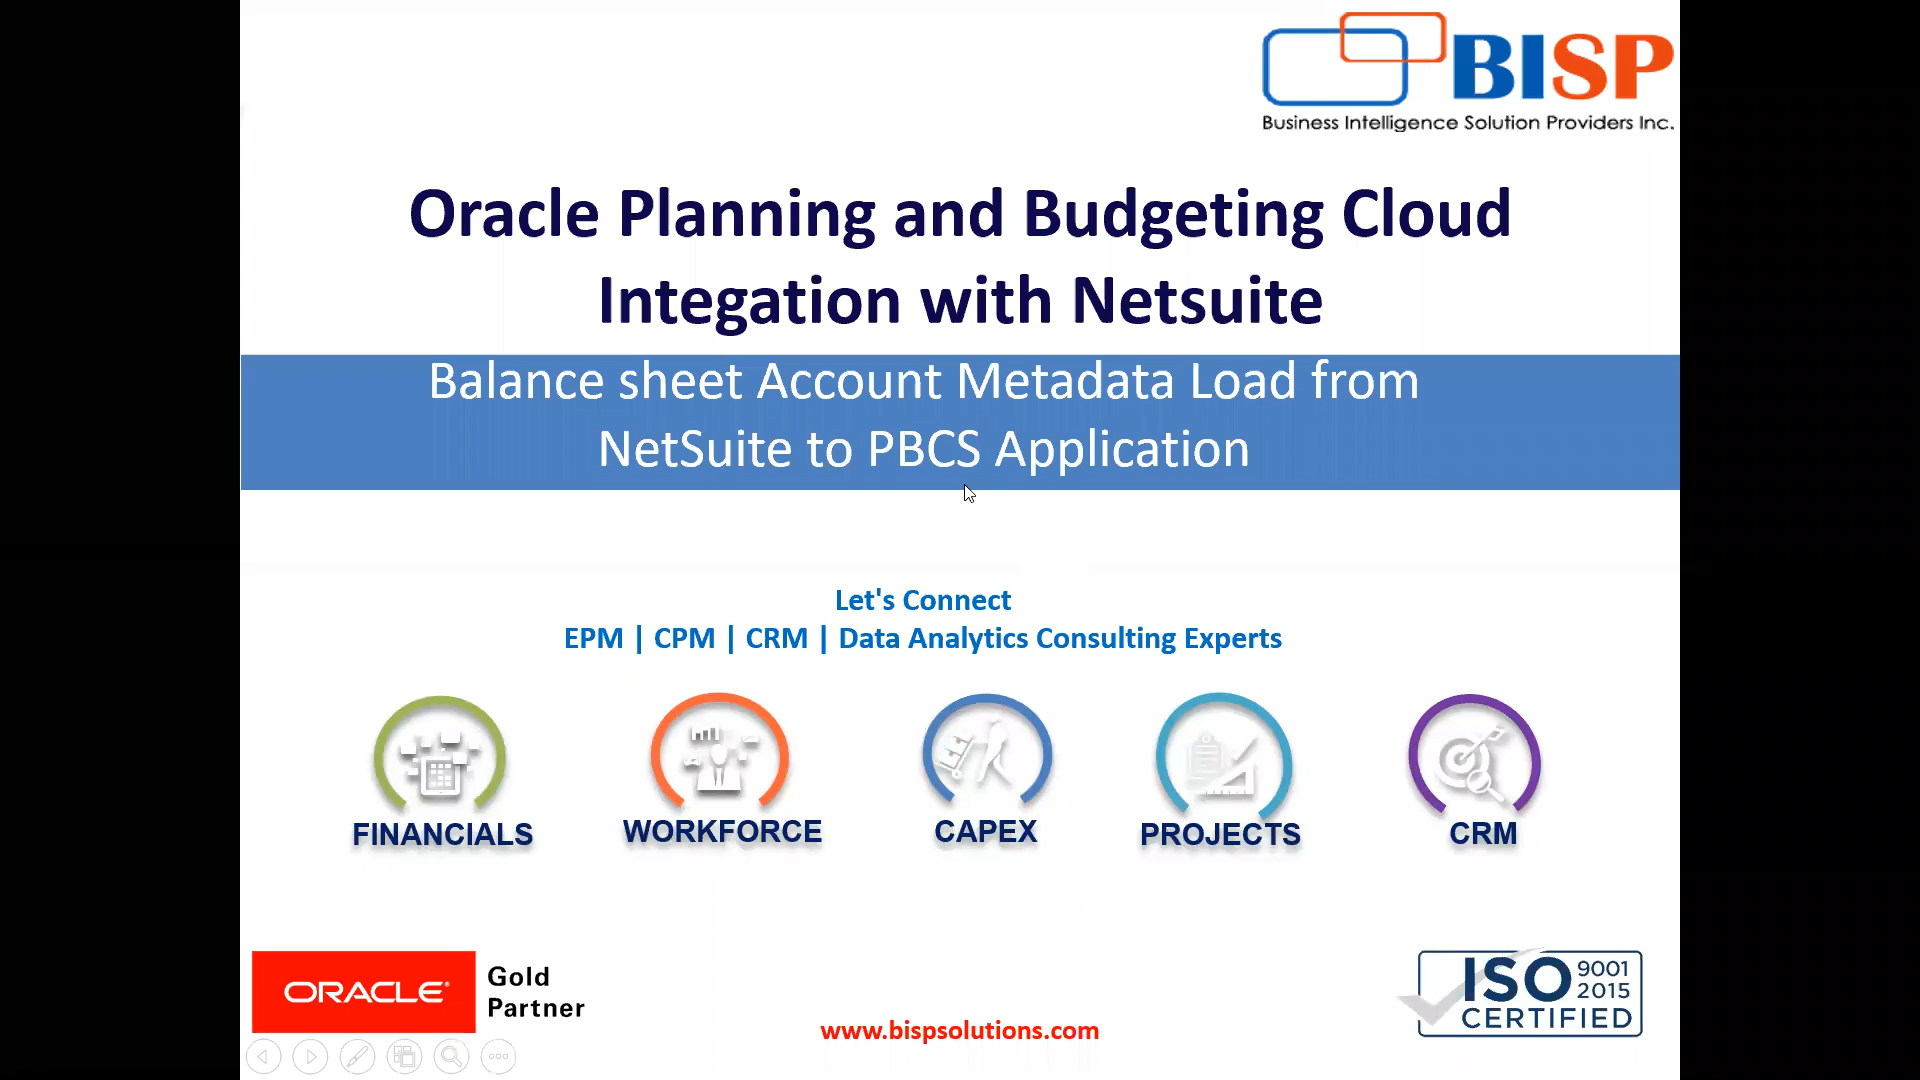 BISP
Business Intelligence Solution Providers Inc.
Oracle Planning and Budgeting Cloud
Integation with Netsuite
Balance sheet Account Metadata Load from
NetSuite to PBCS Application
Let's Connect
EPM | CPM | CRM | Data Analytics Consulting Experts
FINANCIALS
WORKFORCE
CAPEX
PROJECTS
CRM
ORACLE®
Gold
Partner
www.bispsolutions.com
ISO 9001
2015
CERTIFIED